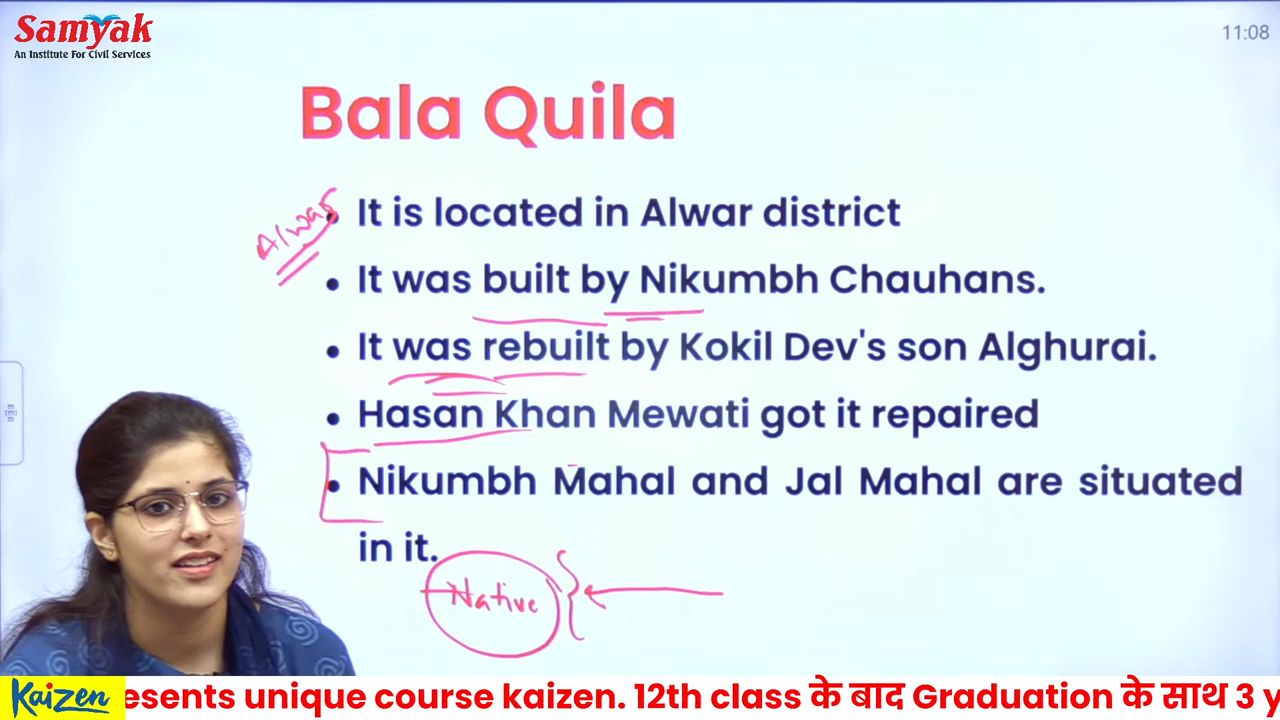 Samyak
An Institute For Civil Services
11:08
Bala Quila
Alwar
• It is located in Alwar district
• It was built by Nikumbh Chauhans.
• It was rebuilt by Kokil Dev's son Alghurai.
• Hasan Khan Mewati got it repaired
• Nikumbh Mahal and Jal Mahal are situated
in it.
Native
Kaizen
esents unique course kaizen. 12th class के बाद Graduation के साथ 3 y